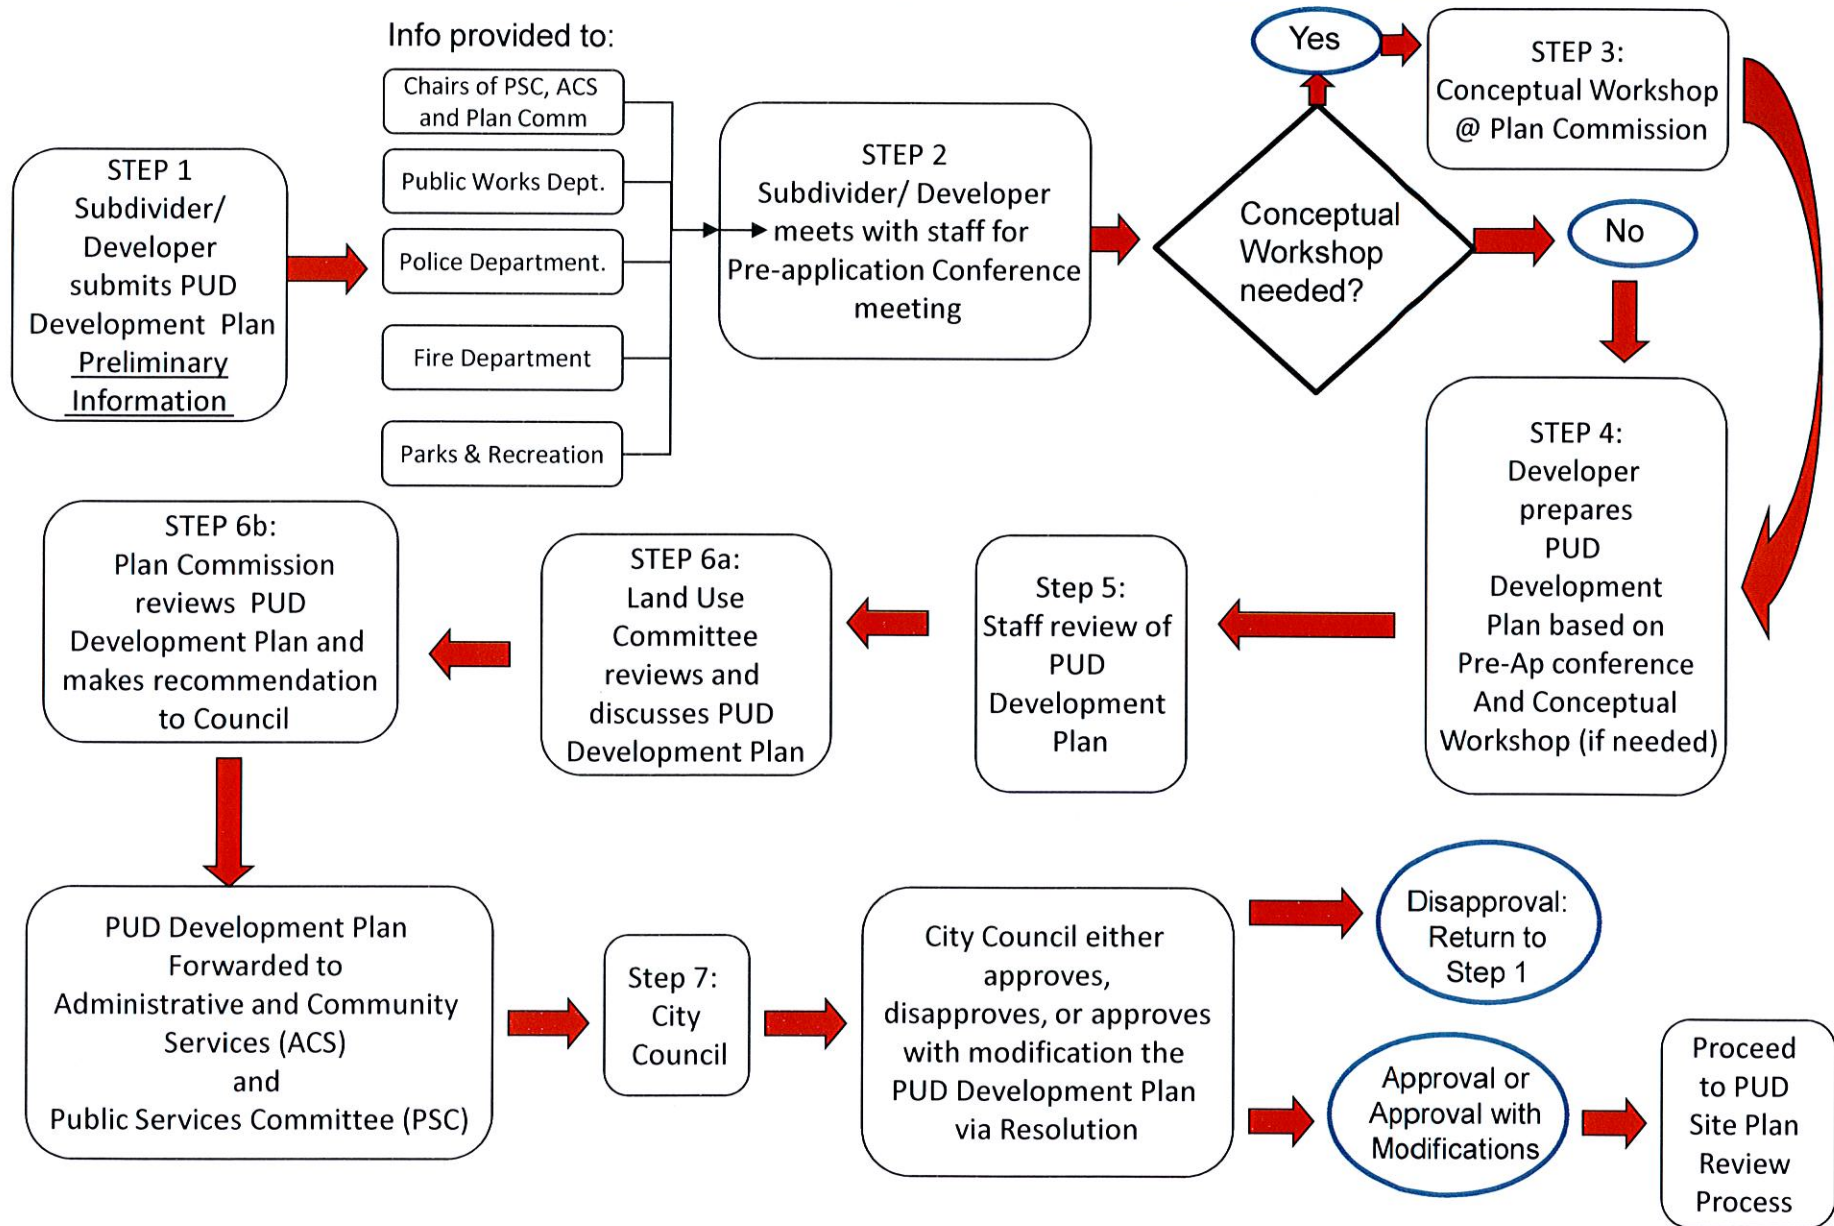 Info provided to:
STEP 1
Subdivider/
Developer
submits PUD
Development Plan
Preliminary
Information
Chairs of PSC, ACS
and Plan Comm
Public Works Dept.
Police Department.
Fire Department
Parks & Recreation
STEP 2
Subdivider/ Developer
meets with staff for
Pre-application Conference
meeting
Conceptual
Workshop
needed?
Yes
STEP 3:
Conceptual Workshop
@ Plan Commission
No
STEP 4:
Developer
prepares
PUD
Development
Plan based on
Pre-Ap conference
And Conceptual
Workshop (if needed)
Step 5:
Staff review of
PUD
Development
Plan
STEP 6a:
Land Use
Committee
reviews and
discusses PUD
Development Plan
STEP 6b:
Plan Commission
reviews PUD
Development Plan and
makes recommendation
to Council
PUD Development Plan
Forwarded to
Administrative and Community
Services (ACS)
and
Public Services Committee (PSC)
Step 7:
City
Council
City Council either
approves,
disapproves, or approves
with modification the
PUD Development Plan
via Resolution
Disapproval:
Return to
Step 1
Approval or
Approval with
Modifications
Proceed
to PUD
Site Plan
Review
Process